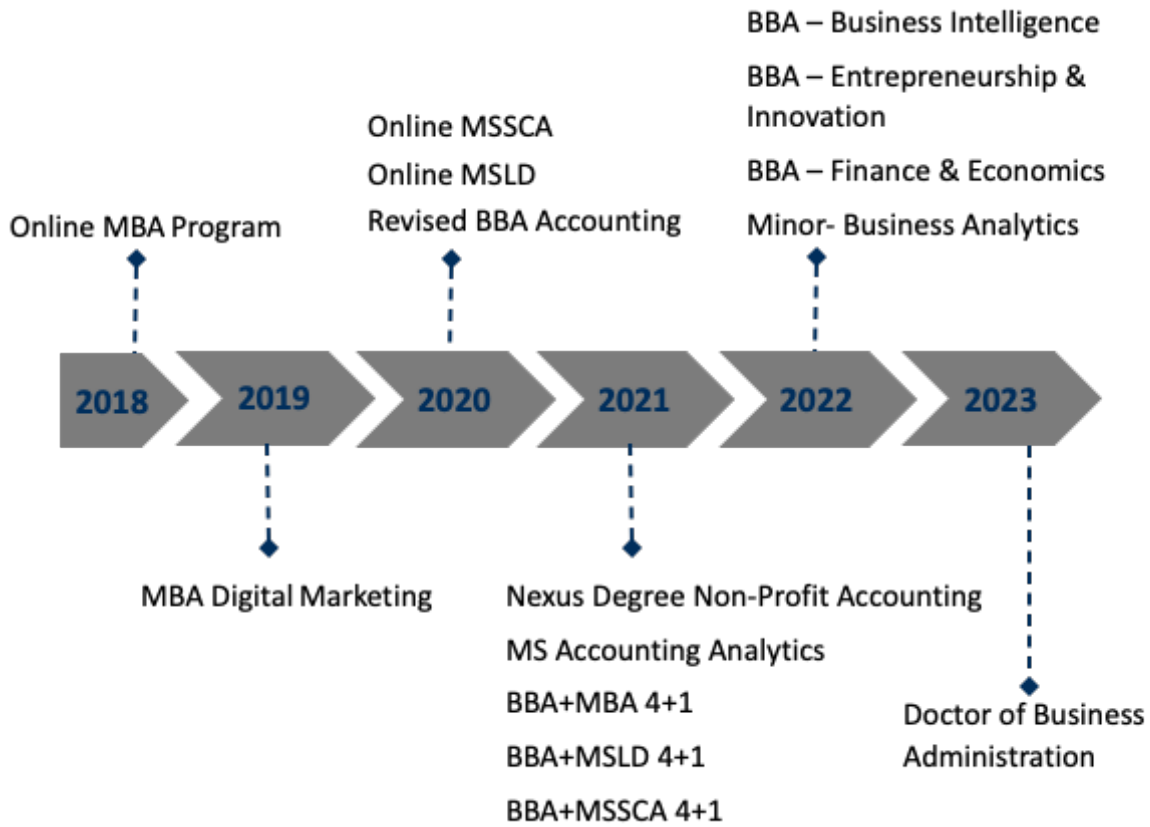 BBA – Business Intelligence
BBA – Entrepreneurship &
Innovation
BBA – Finance & Economics
Minor- Business Analytics
Online MSSCA
Online MSLD
Revised BBA Accounting
Online MBA Program
2018
2019
2020
2021
2022
2023
MBA Digital Marketing
Nexus Degree Non-Profit Accounting
MS Accounting Analytics
BBA+MBA 4+1
BBA+MSLD 4+1
BBA+MSSCA 4+1
Doctor of Business
Administration